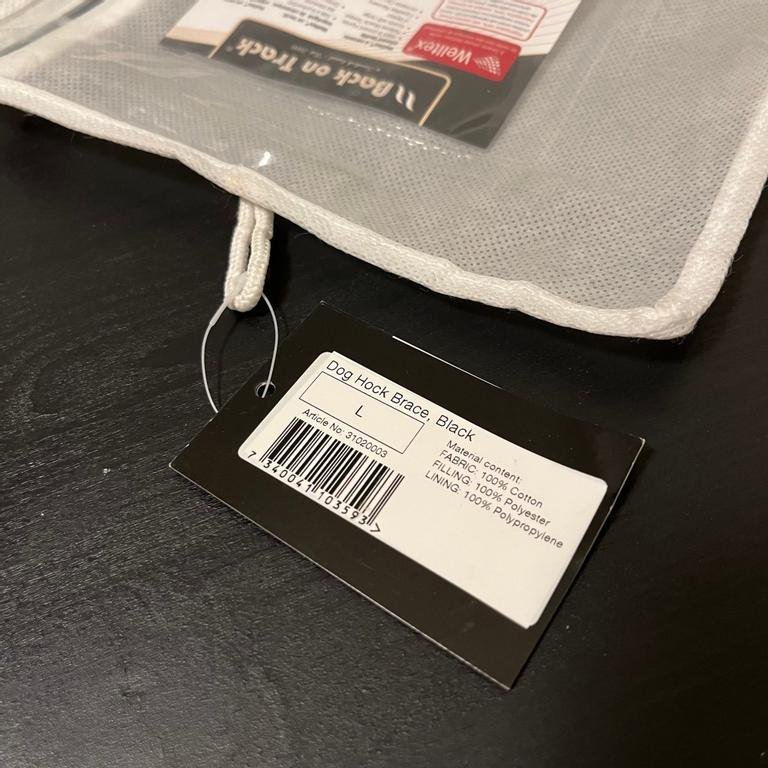 Welltex
Back on Track
Dog Hock Brace, Black
L
Article No: 31020003
7 340041 103593 >
Material content:
FABRIC: 100% Cotton
FILLING: 100% Polyester
LINING: 100% Polypropylene